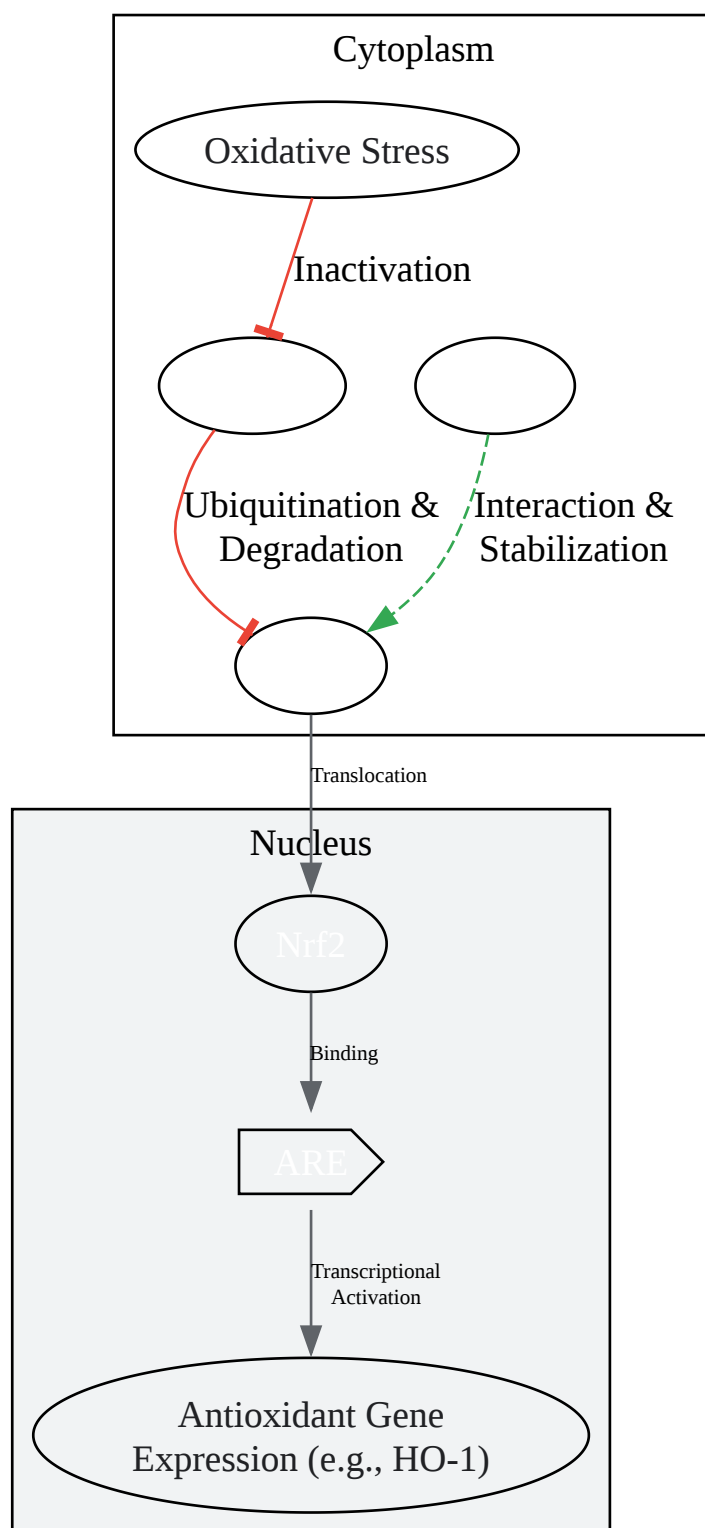 Cytoplasm
Oxidative Stress
Inactivation
Ubiquitination &
Degradation
Interaction &
Stabilization
Translocation
Nucleus
Nrf2
Binding
ARE
Transcriptional
Activation
Antioxidant Gene
Expression (e.g., HO-1)